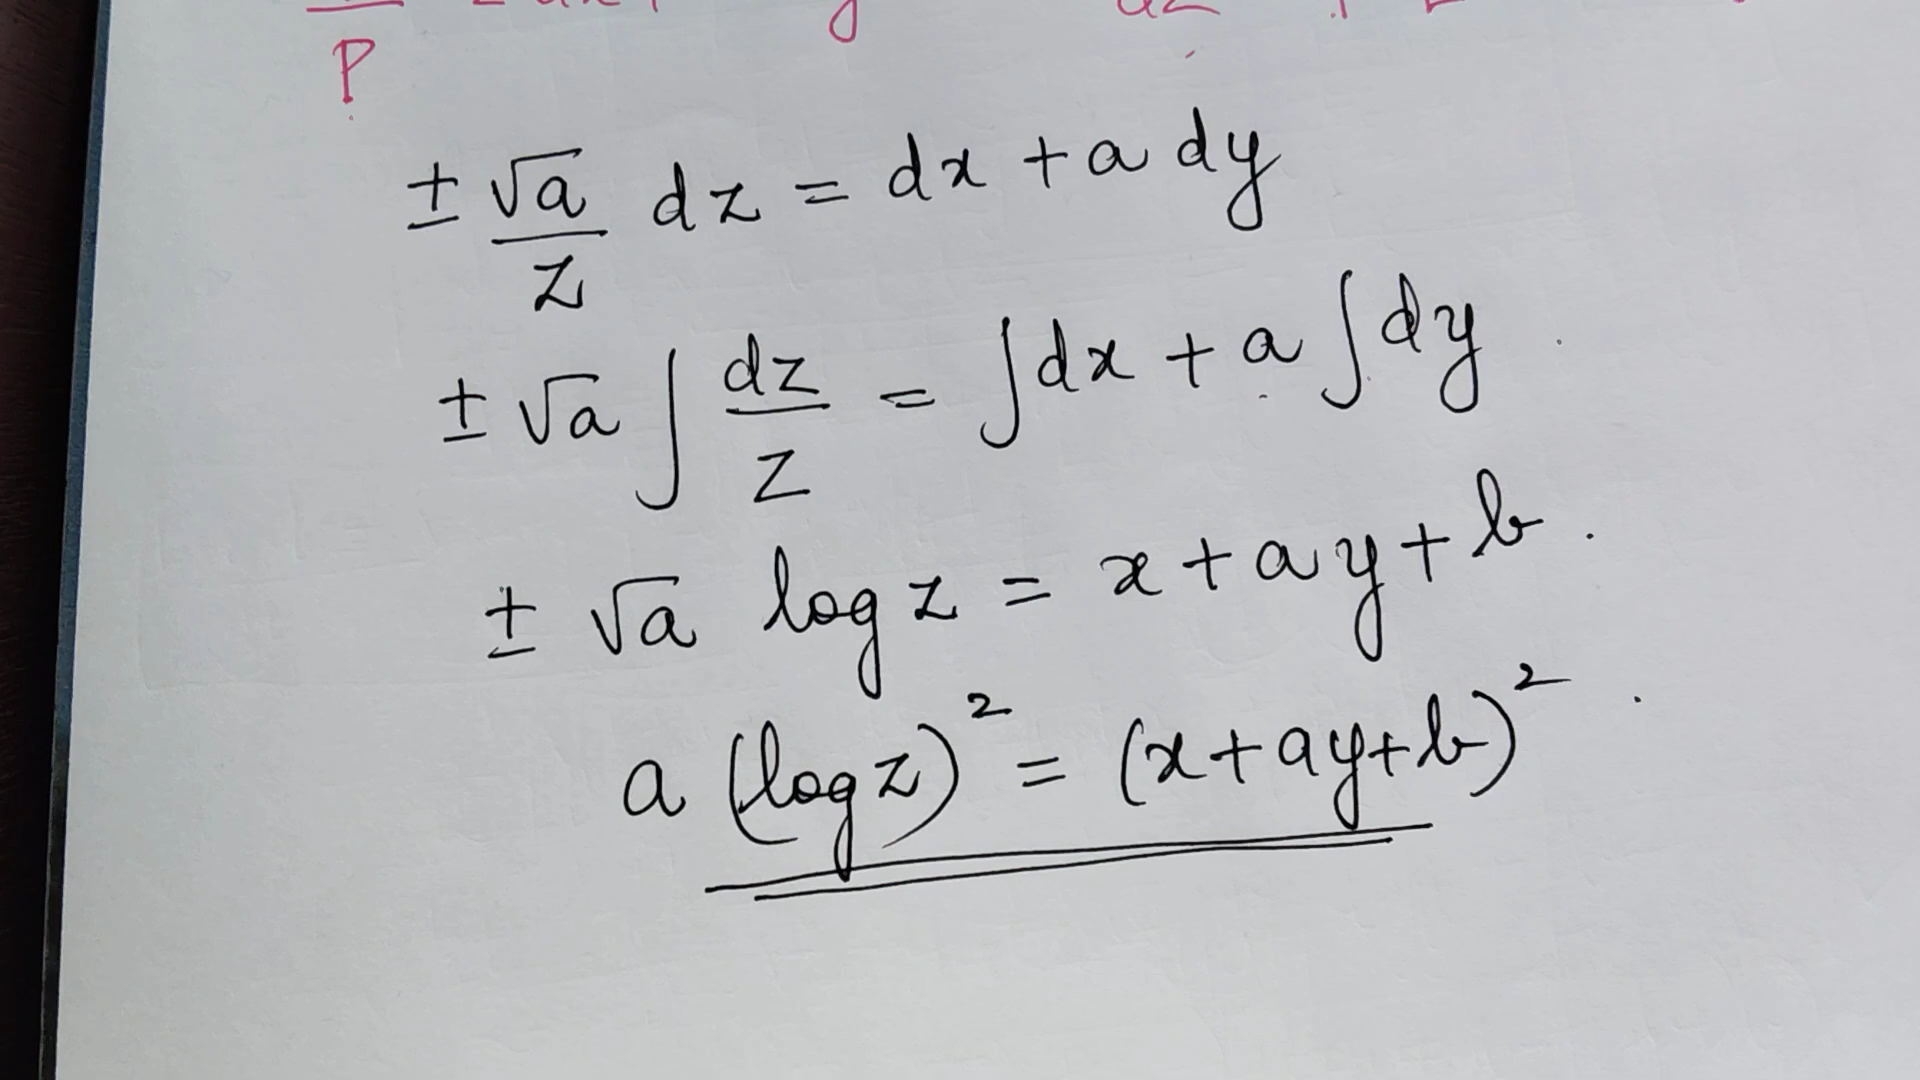 P
± √a/z dz = dx + a dy
± √a ∫ dz/z = ∫dx + a ∫dy
± √a log z = x + ay + b.
a (log z)² = (x + ay + b)²